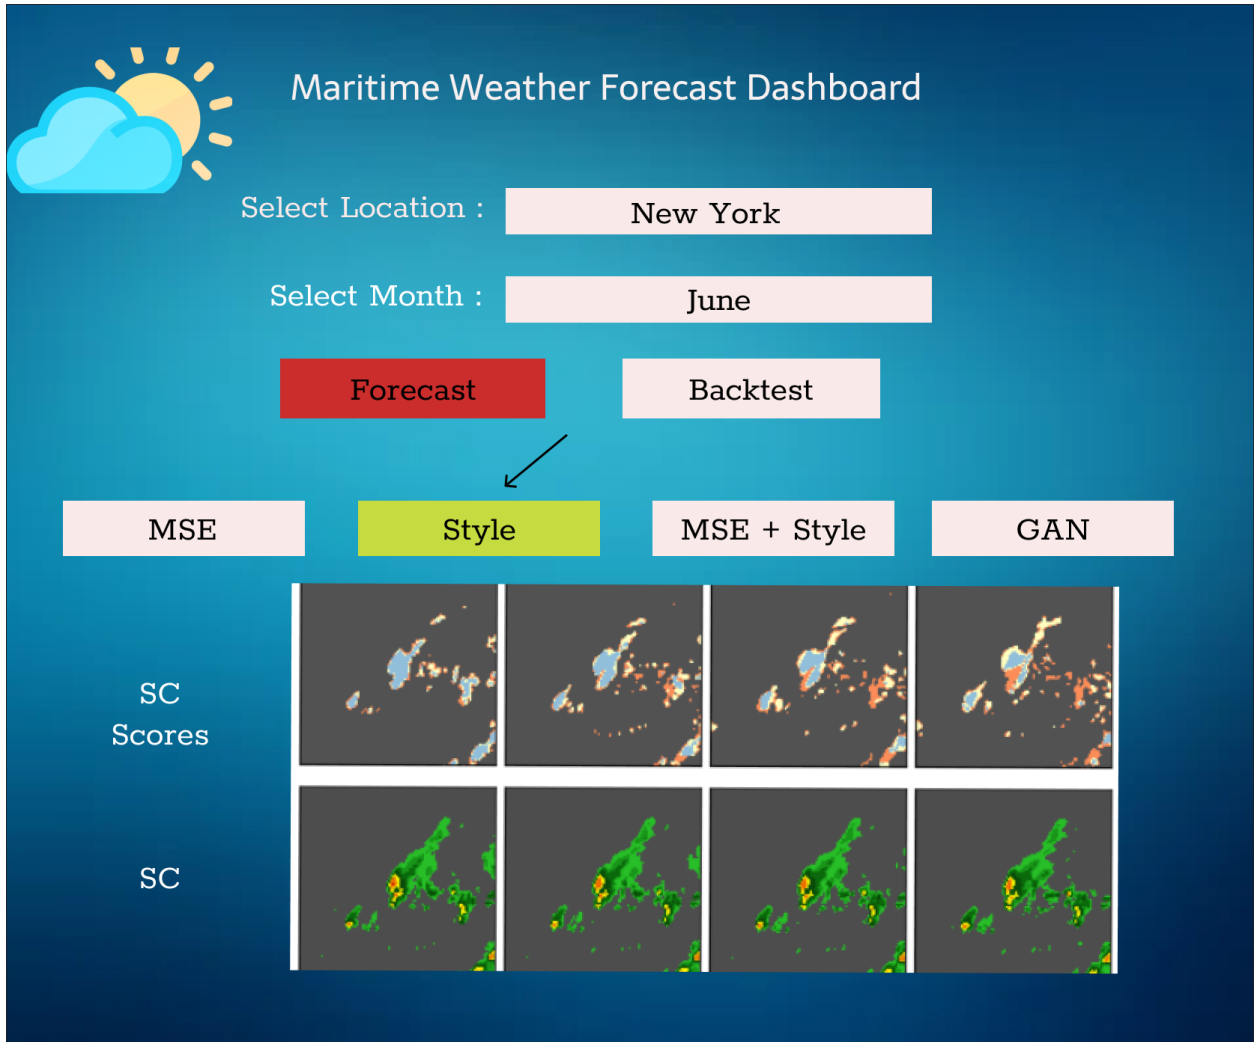 Maritime Weather Forecast Dashboard
Select Location : New York
Select Month : June
Forecast Backtest
MSE Style MSE + Style GAN
SC
Scores
SC